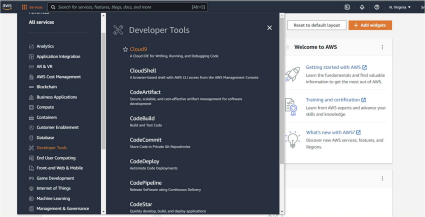 aws
Services
Search for services, features, blogs, docs, and more
[Alt+S]
N. Virginia
All services
Analytics
Application Integration
AR & VR
AWS Cost Management
Blockchain
Business Applications
Compute
Containers
Customer Enablement
Database
Developer Tools
End User Computing
Front-end Web & Mobile
Game Development
Internet of Things
Machine Learning
Management & Governance
Developer Tools
Cloud9
A Cloud IDE for Writing, Running, and Debugging Code
CloudShell
A browser-based shell with AWS CLI access from the AWS Management Console
CodeArtifact
Secure, scalable, and cost-effective artifact management for software
development
CodeBuild
Build and Test Code
CodeCommit
Store Code in Private Git Repositories
CodeDeploy
Automate Code Deployments
CodePipeline
Release Software using Continuous Delivery
CodeStar
Quickly develop, build, and deploy applications
Reset to default layout
+ Add widgets
Welcome to AWS
Getting started with AWS
Learn the fundamentals and find valuable
information to get the most out of AWS.
Training and certification
Learn from AWS experts and advance your
skills and knowledge.
What's new with AWS?
Discover new AWS services, features, and
Regions.